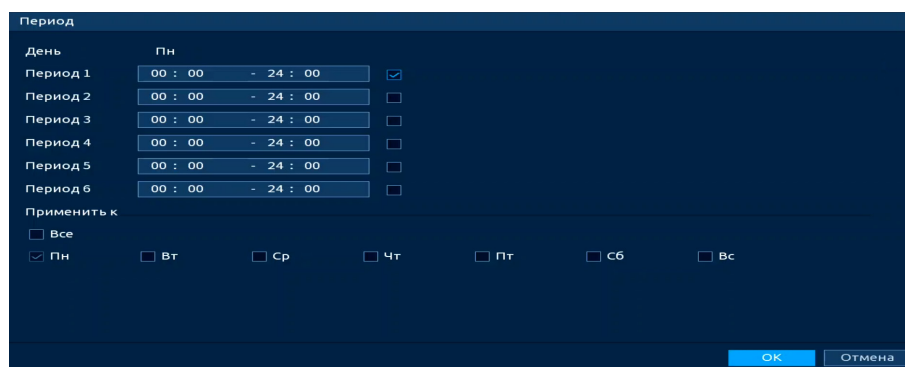 Период
День Пн
Период 1 00 : 00 - 24 : 00
Период 2 00 : 00 - 24 : 00
Период 3 00 : 00 - 24 : 00
Период 4 00 : 00 - 24 : 00
Период 5 00 : 00 - 24 : 00
Период 6 00 : 00 - 24 : 00
Применить к
Все
Пн Вт Ср Чт Пт Сб Вс
OK Отмена